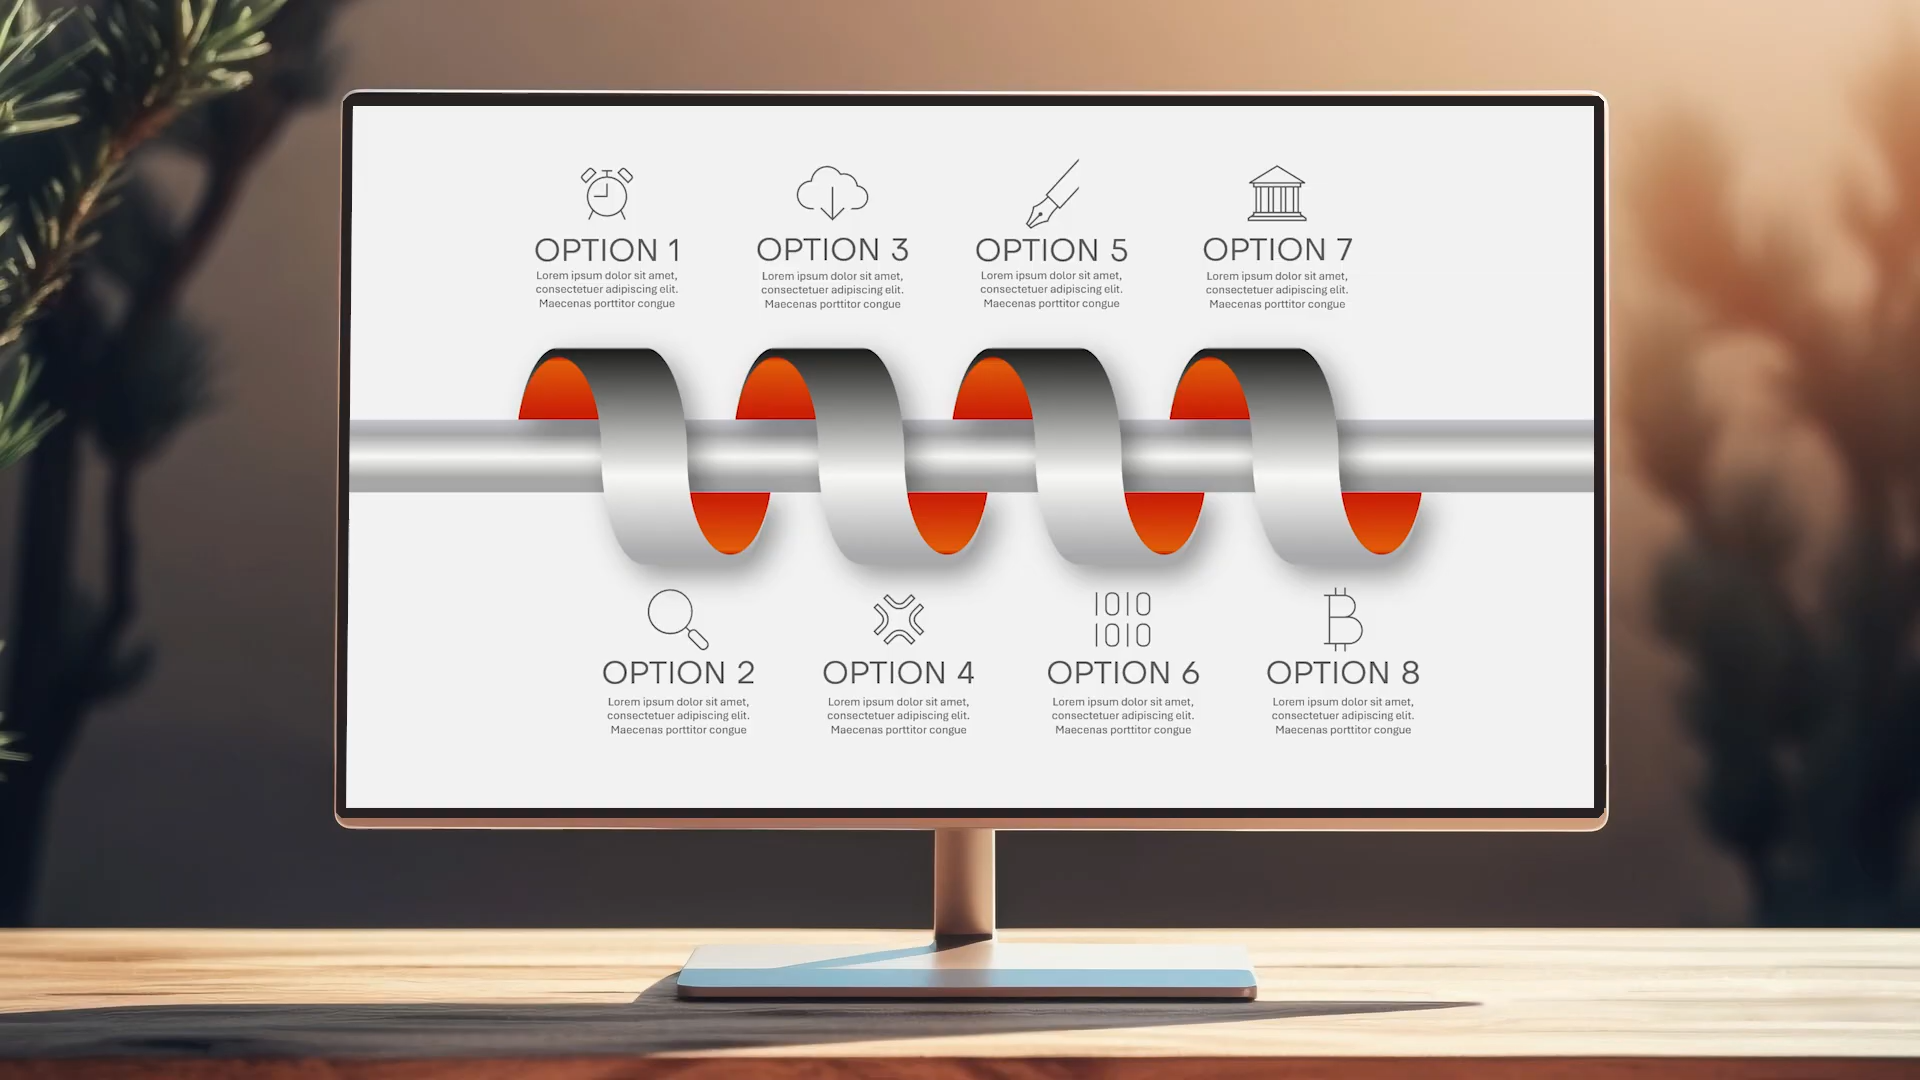 OPTION 1
Lorem ipsum dolor sit amet,
consectetuer adipiscing elit.
Maecenas porttitor congue
OPTION 3
Lorem ipsum dolor sit amet,
consectetuer adipiscing elit.
Maecenas porttitor congue
OPTION 5
Lorem ipsum dolor sit amet,
consectetuer adipiscing elit.
Maecenas porttitor congue
OPTION 7
Lorem ipsum dolor sit amet,
consectetuer adipiscing elit.
Maecenas porttitor congue
OPTION 2
Lorem ipsum dolor sit amet,
consectetuer adipiscing elit.
Maecenas porttitor congue
OPTION 4
Lorem ipsum dolor sit amet,
consectetuer adipiscing elit.
Maecenas porttitor congue
1010
1010
OPTION 6
Lorem ipsum dolor sit amet,
consectetuer adipiscing elit.
Maecenas porttitor congue
OPTION 8
Lorem ipsum dolor sit amet,
consectetuer adipiscing elit.
Maecenas porttitor congue